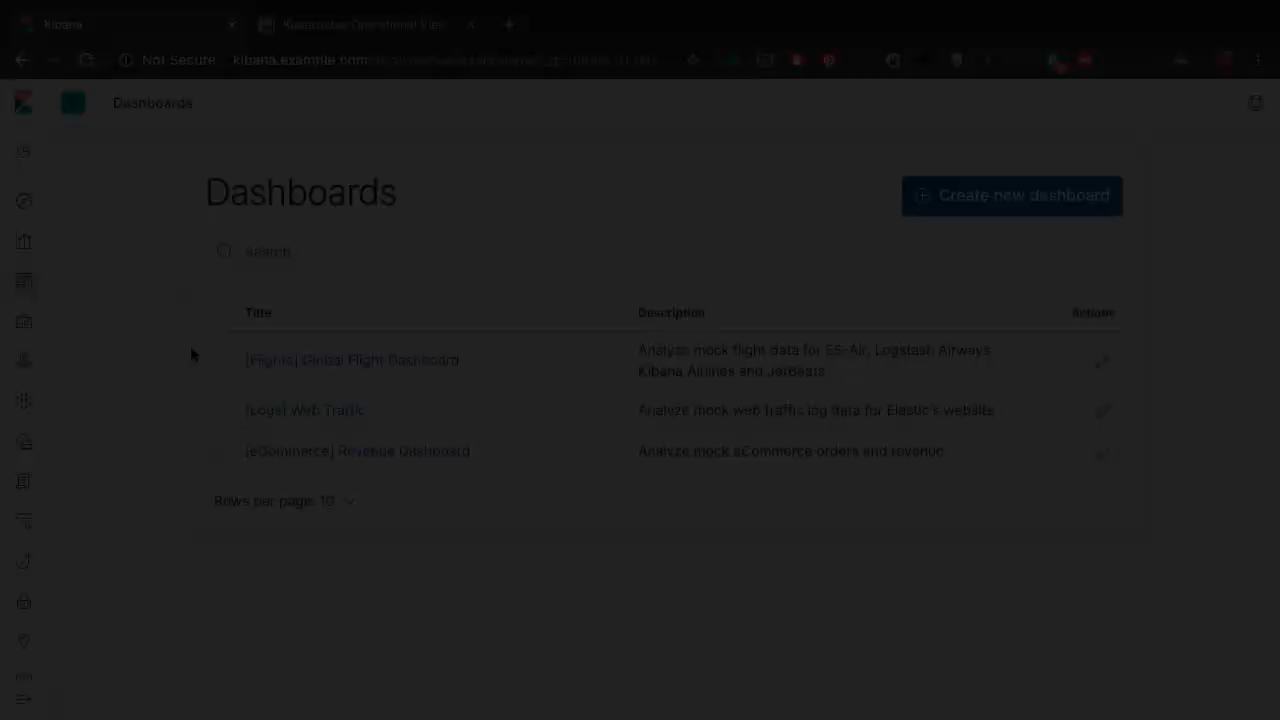 Kibana
Kubernetes Operational View
Not Secure
kibana.example.com
Dashboards
Dashboards
Create new dashboard
Search
Title
Description
Actions
[Flights] Global Flight Dashboard
Analyze mock flight data for ES-Air, Logstash Airways,
Kibana Airlines and JetBeats
[Logs] Web Traffic
Analyze mock web traffic log data for Elastic's website
[eCommerce] Revenue Dashboard
Analyze mock eCommerce orders and revenue
Rows per page: 10